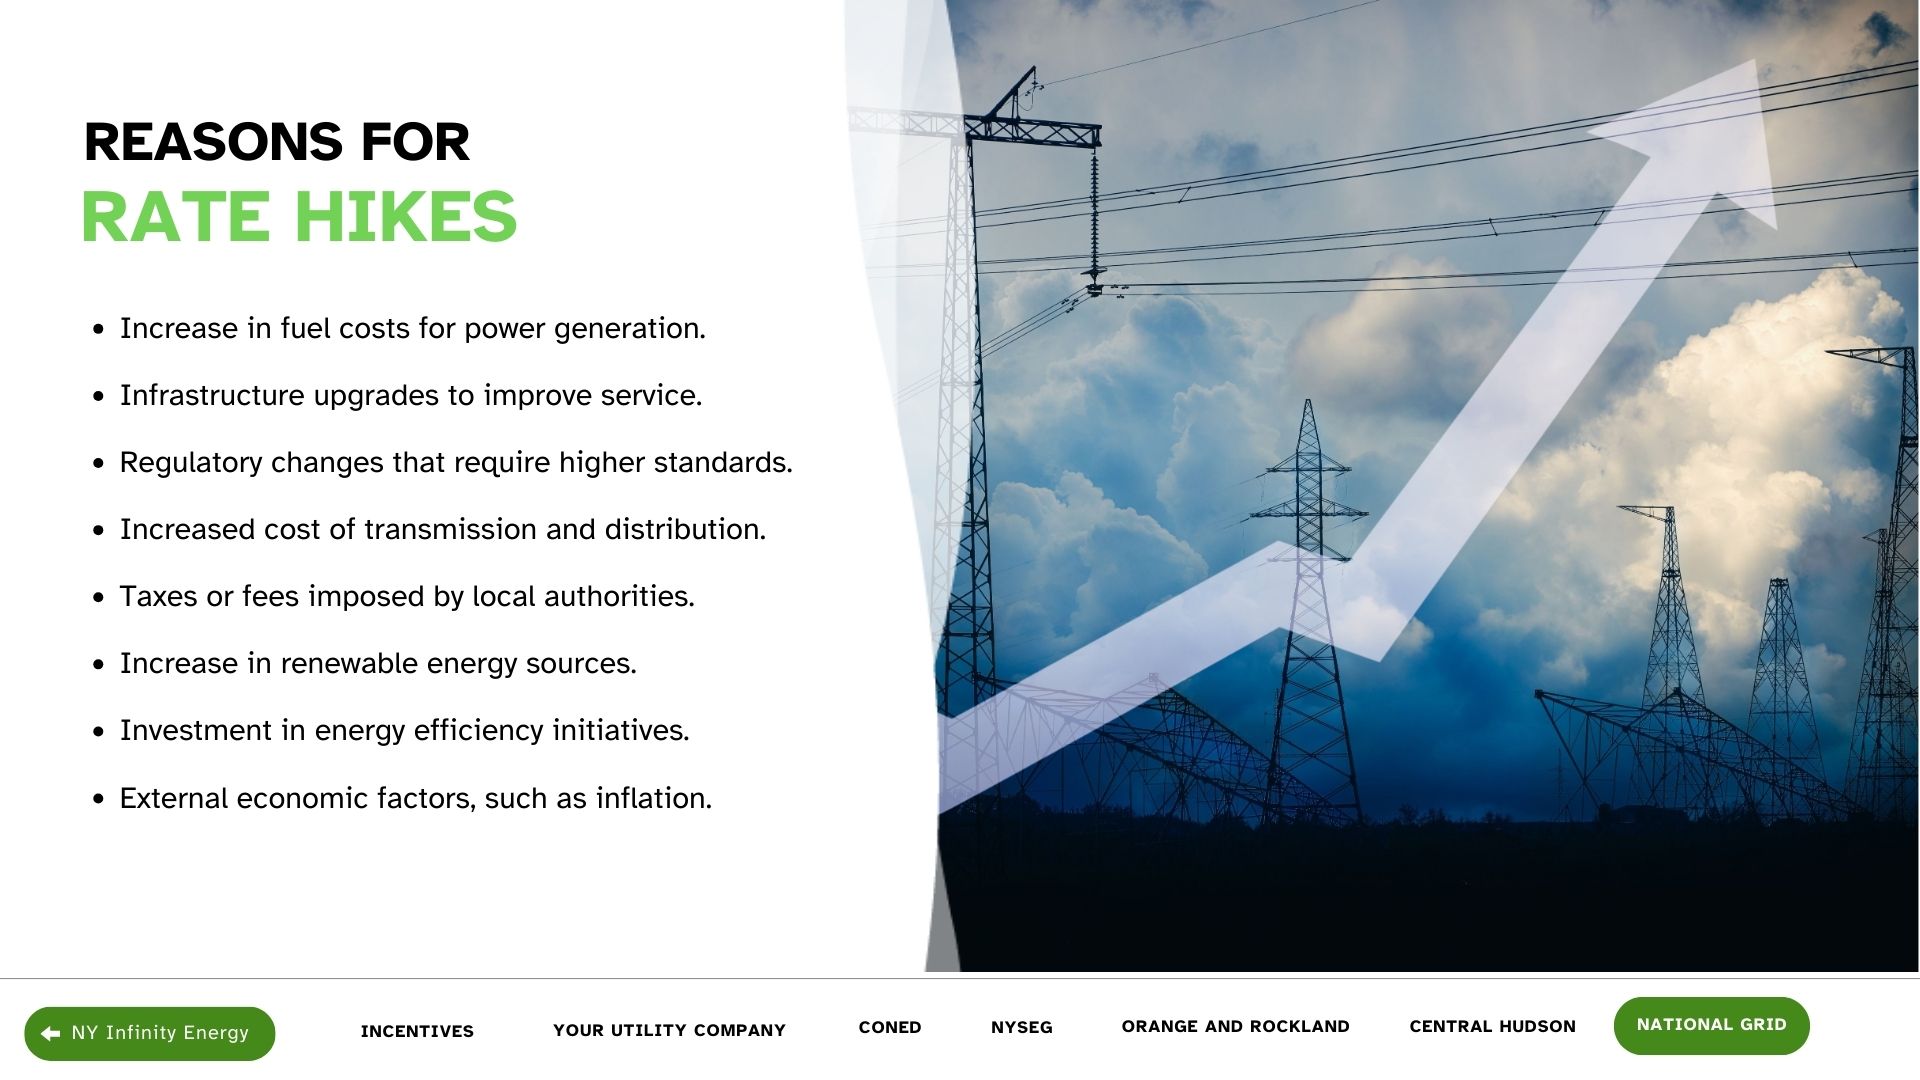 REASONS FOR
RATE HIKES
Increase in fuel costs for power generation.
Infrastructure upgrades to improve service.
Regulatory changes that require higher standards.
Increased cost of transmission and distribution.
Taxes or fees imposed by local authorities.
Increase in renewable energy sources.
Investment in energy efficiency initiatives.
External economic factors, such as inflation.
NY Infinity Energy
INCENTIVES
YOUR UTILITY COMPANY
CONED
NYSEG
ORANGE AND ROCKLAND
CENTRAL HUDSON
NATIONAL GRID